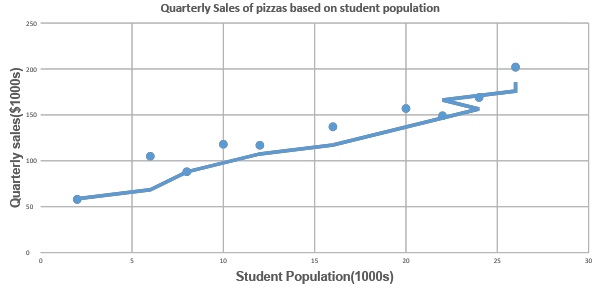 Quarterly Sales of pizzas based on student population
250
200
150
100
50
0
0 5 10 15 20 25 30
Quarterly sales($1000s)
Student Population(1000s)